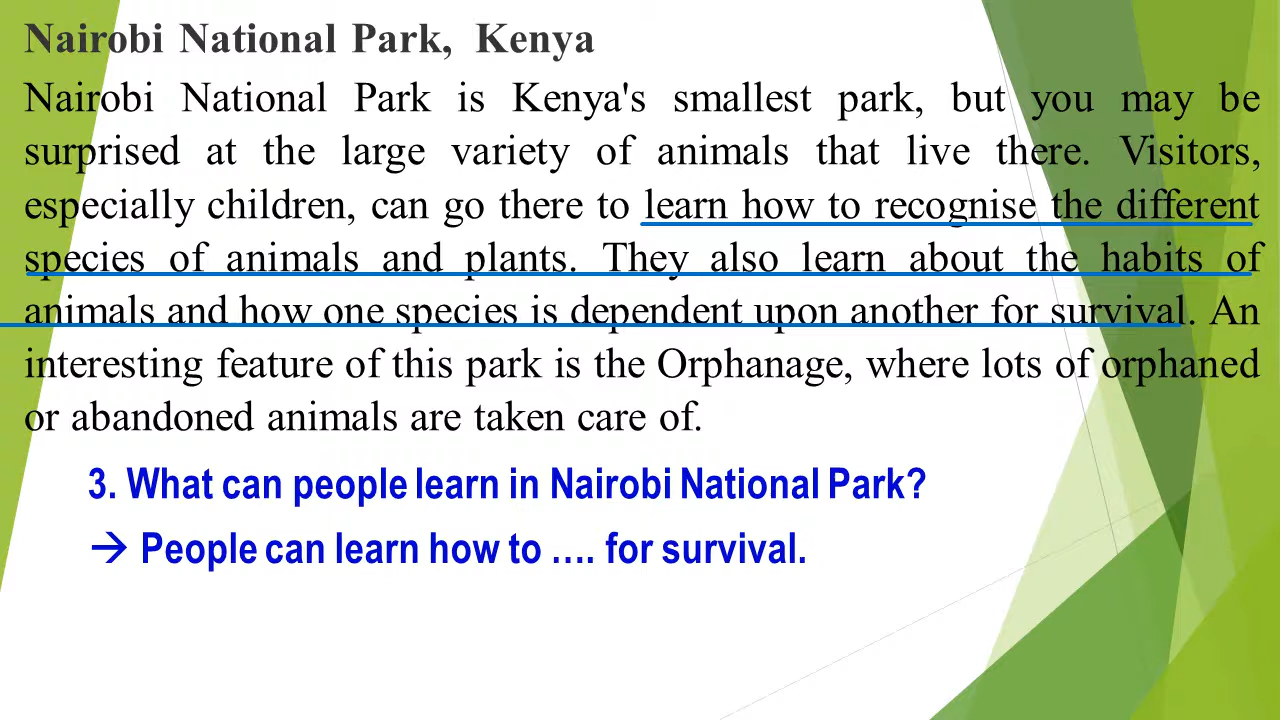 Nairobi National Park, Kenya
Nairobi National Park is Kenya's smallest park, but you may be
surprised at the large variety of animals that live there. Visitors,
especially children, can go there to learn how to recognise the different
species of animals and plants. They also learn about the habits of
animals and how one species is dependent upon another for survival. An
interesting feature of this park is the Orphanage, where lots of orphaned
or abandoned animals are taken care of.
3. What can people learn in Nairobi National Park?
→ People can learn how to …. for survival.